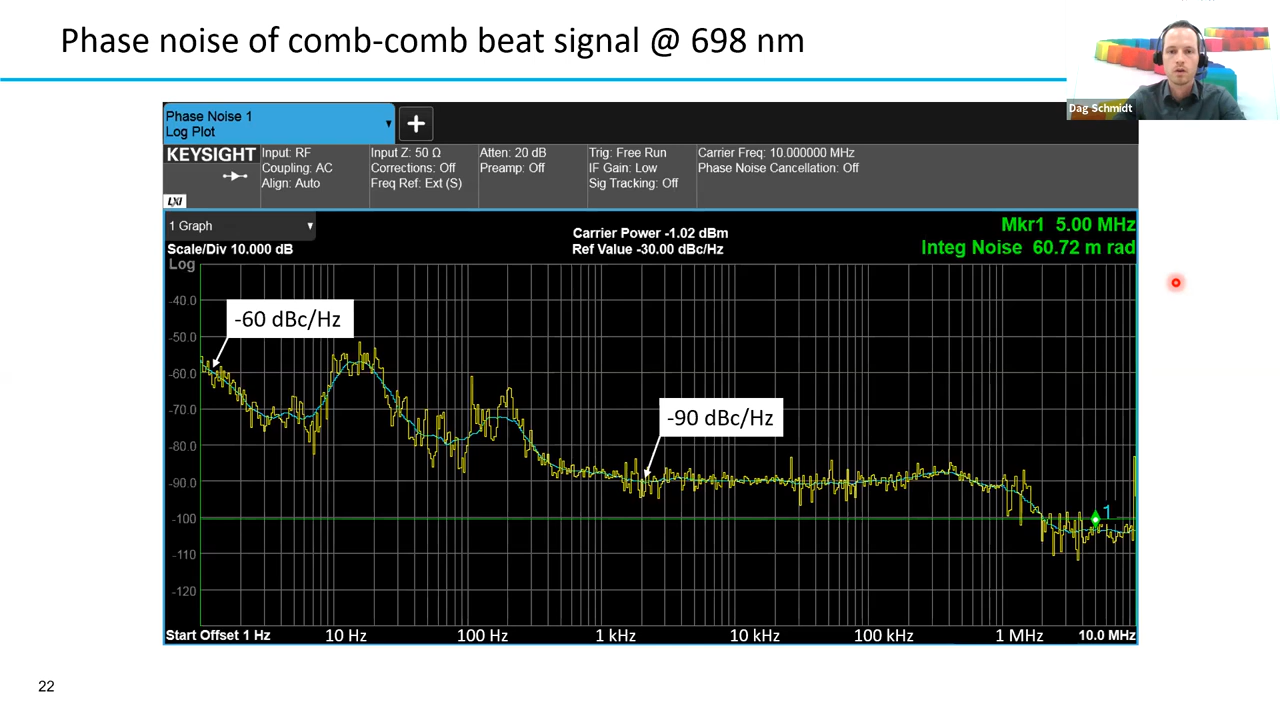 Phase noise of comb-comb beat signal @ 698 nm
Dag Schmidt
Phase Noise 1
Log Plot
+
KEYSIGHT
LXI
Input: RF
Coupling: AC
Align: Auto
Input Z: 50 Ω
Corrections: Off
Freq Ref: Ext (S)
Atten: 20 dB
Preamp: Off
Trig: Free Run
IF Gain: Low
Sig Tracking: Off
Carrier Freq: 10.000000 MHz
Phase Noise Cancellation: Off
1 Graph
Scale/Div 10.000 dB
Log
Carrier Power -1.02 dBm
Ref Value -30.00 dBc/Hz
Mkr1 5.00 MHz
Integ Noise 60.72 m rad
-40.0
-50.0
-60.0
-70.0
-80.0
-90.0
-100
-110
-120
-60 dBc/Hz
-90 dBc/Hz
1
Start Offset 1 Hz
10 Hz
100 Hz
1 kHz
10 kHz
100 kHz
1 MHz
10.0 MHz
22